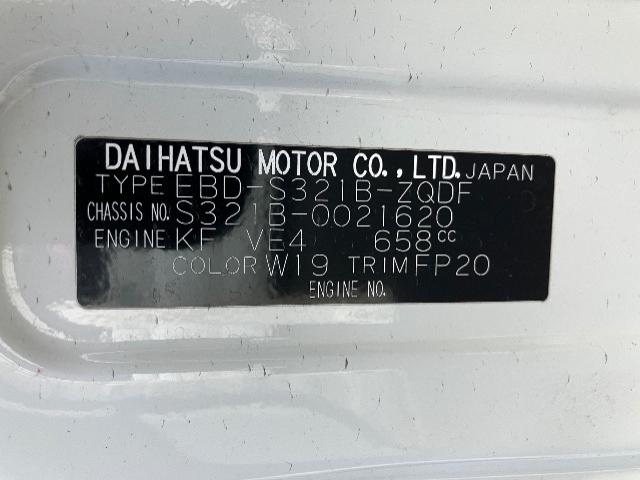 DAIHATSU MOTOR CO.,LTD. JAPAN
TYPE EBD-S321B-ZQDF
CHASSIS NO. S321B-0021620
ENGINE KF VE4 658cc
COLOR W19 TRIM FP20
ENGINE NO.